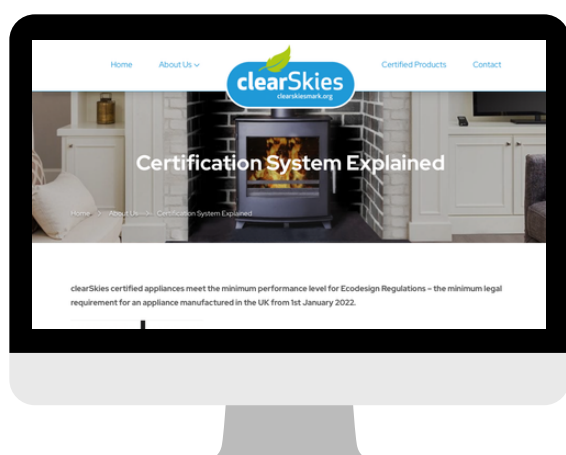 Home About Us Certified Products Contact
clearSkies
clearskiesmark.org
Certification System Explained
Home > About Us > Certification System Explained
clearSkies certified appliances meet the minimum performance level for Ecodesign Regulations – the minimum legal
requirement for an appliance manufactured in the UK from 1st January 2022.